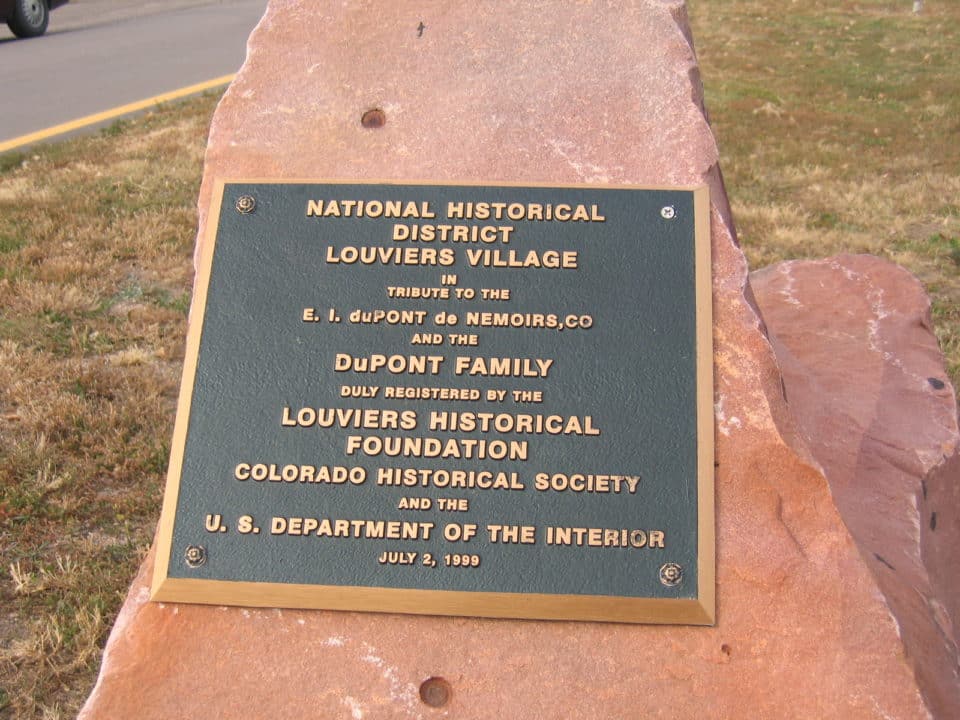 NATIONAL HISTORICAL
DISTRICT
LOUVIERS VILLAGE
IN
TRIBUTE TO THE
E. I. duPONT de NEMOIRS,CO
AND THE
DuPONT FAMILY
DULY REGISTERED BY THE
LOUVIERS HISTORICAL
FOUNDATION
COLORADO HISTORICAL SOCIETY
AND THE
U. S. DEPARTMENT OF THE INTERIOR
JULY 2, 1999